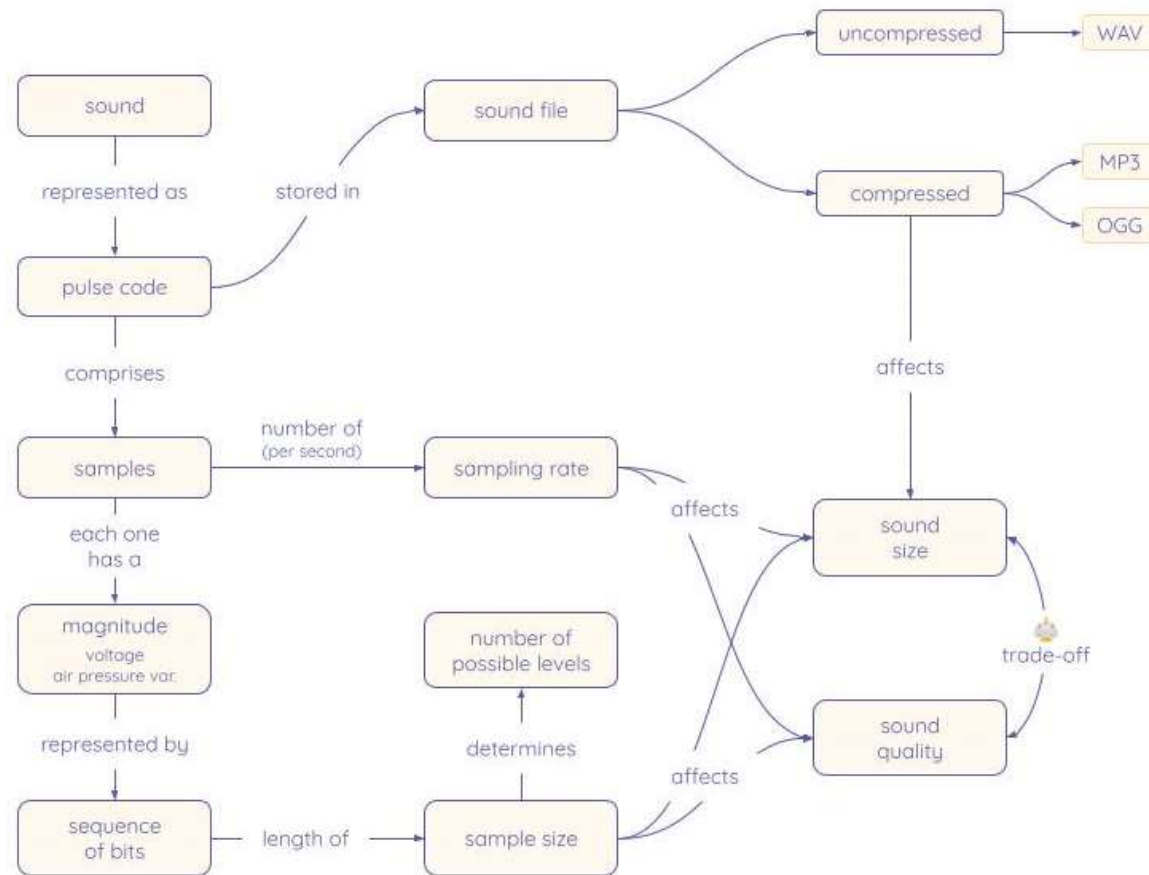 uncompressed
WAV
sound
sound file
MP3
represented as
stored in
compressed
OGG
pulse code
comprises
affects
number of
(per second)
samples
sampling rate
affects
sound
size
each one
has a
magnitude
voltage
air pressure var.
number of
possible levels
trade-off
represented by
determines
sound
quality
affects
sequence
of bits
length of
sample size